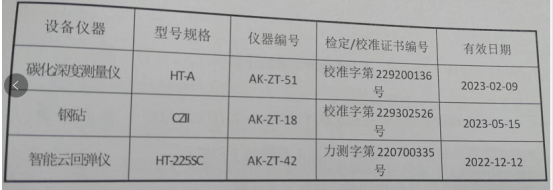 设备仪器 型号规格 仪器编号 检定/校准证书编号 有效日期
碳化深度测量仪 HT-A AK-ZT-51 校准字第 229200136 2023-02-09
号
钢砧 CZII AK-ZT-18 校准字第 229302526 2023-05-15
号
智能云回弹仪 HT-225SC AK-ZT-42 力测字第 220700335 2022-12-12
号